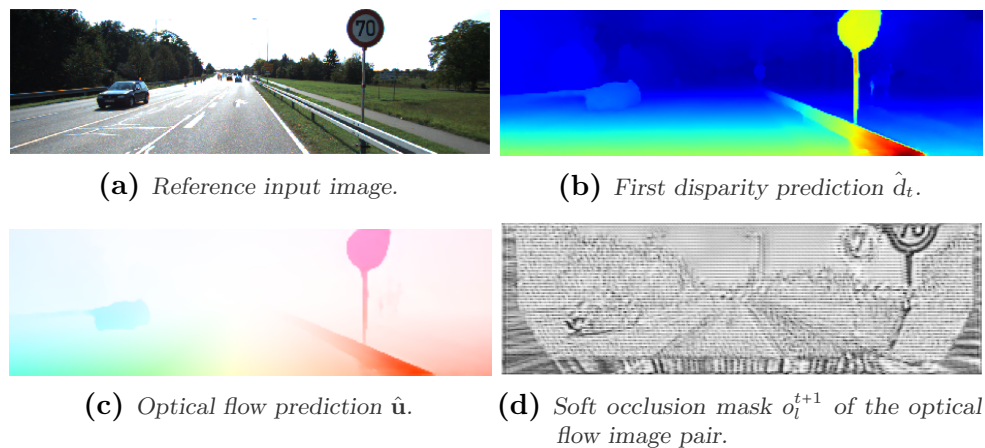 70
(a) Reference input image.
(b) First disparity prediction d̂ₜ.
(c) Optical flow prediction û.
(d) Soft occlusion mask oₗᵗ⁺¹ of the optical
flow image pair.